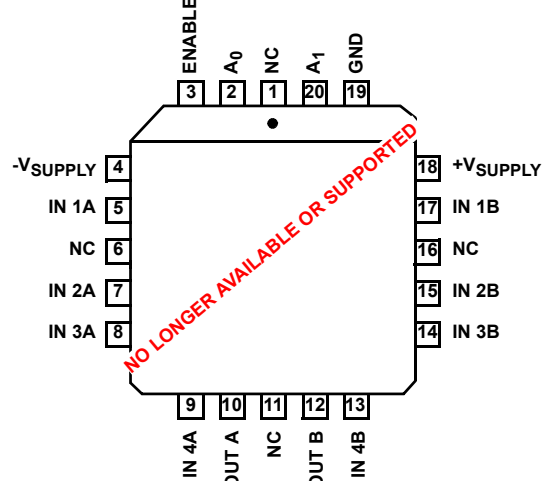 ENABLE
A0
NC
A1
GND
3
2
1
20
19
-VSUPPLY
4
18
+VSUPPLY
IN 1A
5
17
IN 1B
NC
6
16
NC
IN 2A
7
15
IN 2B
IN 3A
8
14
IN 3B
NO LONGER AVAILABLE OR SUPPORTED
9
10
11
12
13
IN 4A
OUT A
NC
OUT B
IN 4B